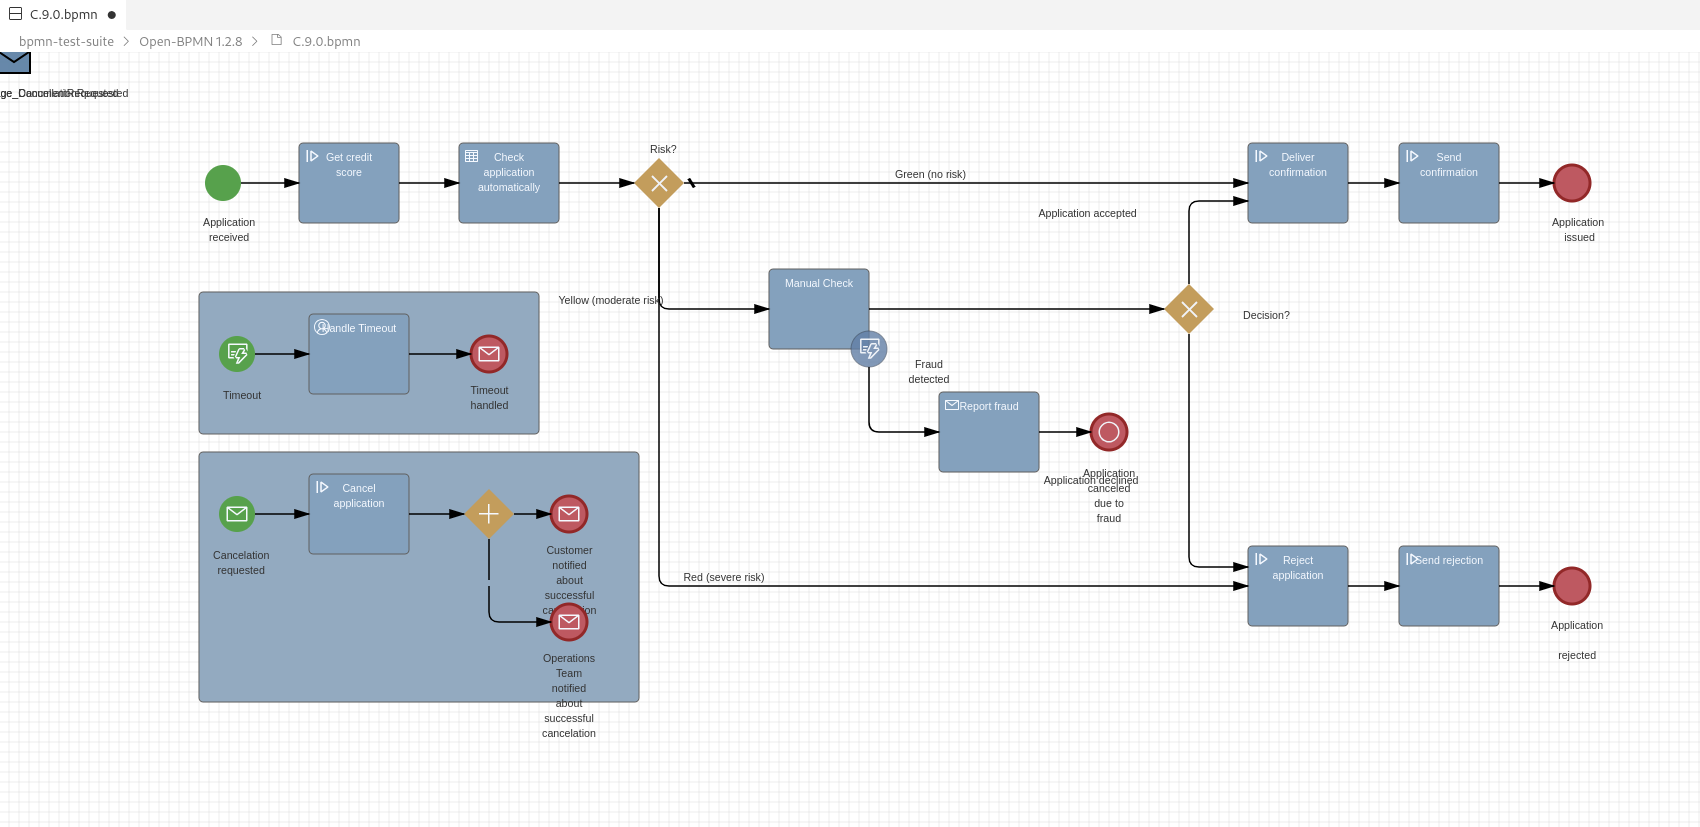 C.9.0.bpmn
bpmn-test-suite > Open-BPMN 1.2.8 > C.9.0.bpmn
Risk?
Get credit
score
Check
application
automatically
Application
received
Green (no risk)
Application accepted
Deliver
confirmation
Send
confirmation
Application
issued
Yellow (moderate risk)
Manual Check
Decision?
Fraud
detected
Report fraud
Application
canceled
due to
fraud
Application declined
Timeout
Handle Timeout
Timeout
handled
Cancelation
requested
Cancel
application
Customer
notified
about
successful
Operations
Team
notified
about
successful
cancelation
Red (severe risk)
Reject
application
Send rejection
Application
rejected